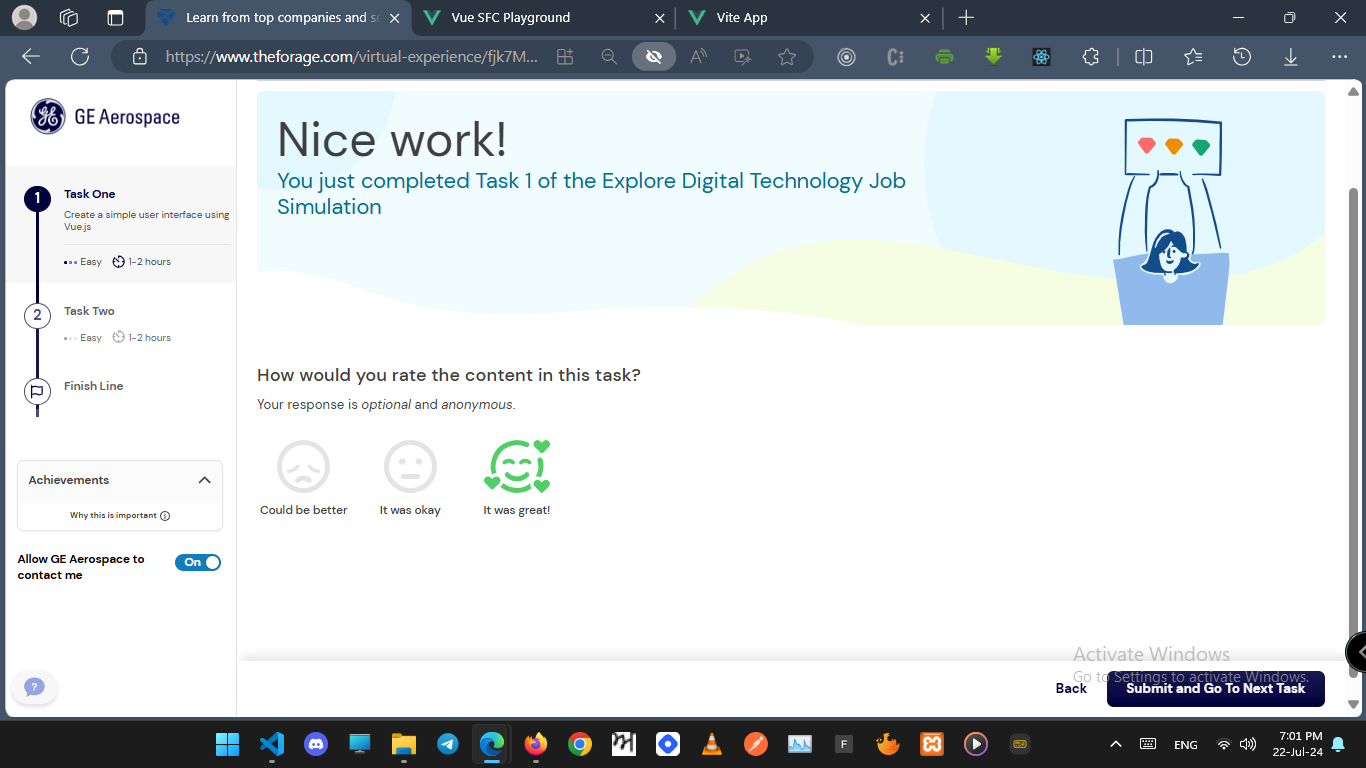 Learn from top companies and s
Vue SFC Playground
Vite App
https://www.theforage.com/virtual-experience/fjk7M...
GE Aerospace
1
Task One
Create a simple user interface using
Vue.js
Easy
1-2 hours
2
Task Two
Easy
1-2 hours
Finish Line
Achievements
Why this is important
Allow GE Aerospace to
contact me
On
Nice work!
You just completed Task 1 of the Explore Digital Technology Job
Simulation
How would you rate the content in this task?
Your response is optional and anonymous.
Could be better
It was okay
It was great!
Activate Windows
Go to Settings to activate Windows.
Back
Submit and Go To Next Task
F
ENG
7:01 PM
22-Jul-24